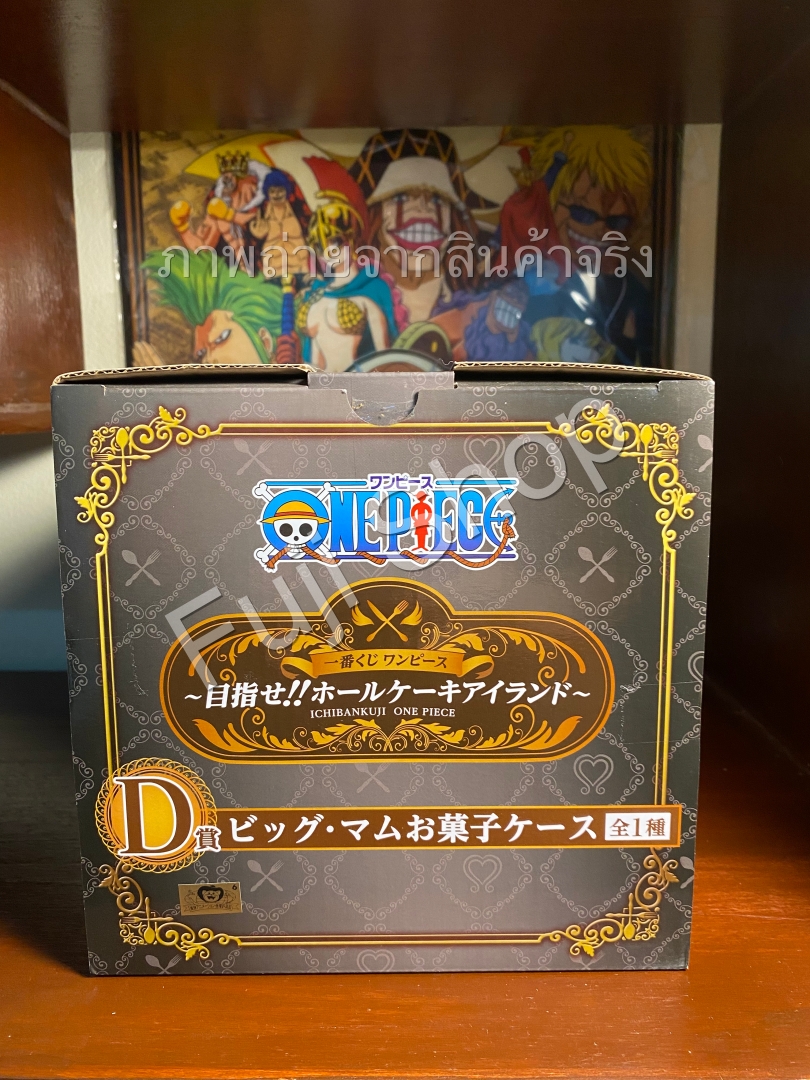 ภาพถ่ายจากสินค้าจริง
Fuji Shop
ワンピース
ONE PIECE
一番くじ ワンピース
~目指せ!!ホールケーキアイランド~
ICHIBANKUJI ONE PIECE
D賞 ビッグ・マムお菓子ケース 全1種